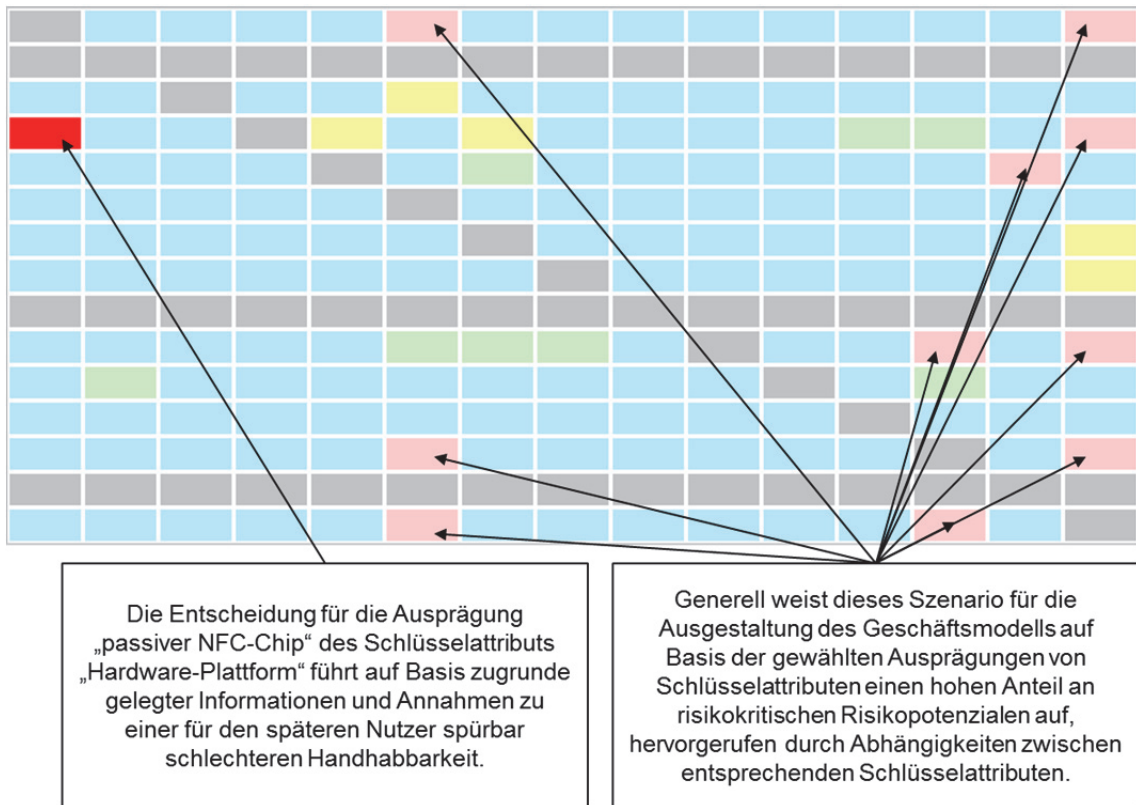 Die Entscheidung für die Ausprägung
„passiver NFC-Chip“ des Schlüsselattributs
„Hardware-Plattform“ führt auf Basis zugrunde
gelegter Informationen und Annahmen zu
einer für den späteren Nutzer spürbar
schlechteren Handhabbarkeit.
Generell weist dieses Szenario für die
Ausgestaltung des Geschäftsmodells auf
Basis der gewählten Ausprägungen von
Schlüsselattributen einen hohen Anteil an
risikokritischen Risikopotenzialen auf,
hervorgerufen durch Abhängigkeiten zwischen
entsprechenden Schlüsselattributen.